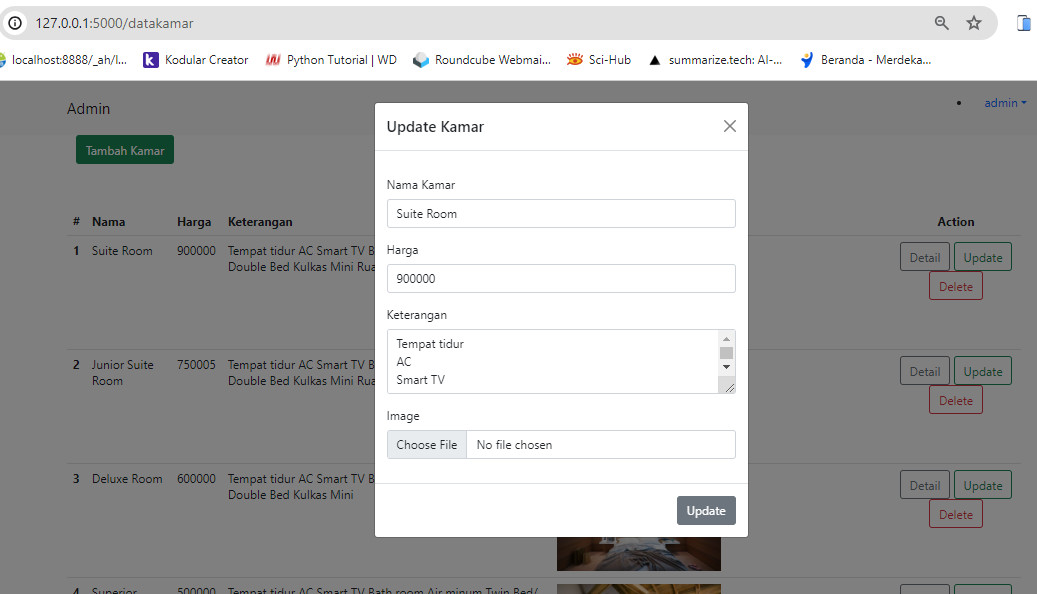 127.0.0.1:5000/datakamar
localhost:8888/_ah/l... Kodular Creator Python Tutorial | WD Roundcube Webmai... Sci-Hub summarize.tech: AI-... Beranda - Merdeka...
Admin
admin
Tambah Kamar
# Nama Harga Keterangan Action
1 Suite Room 900000 Tempat tidur AC Smart TV B
Double Bed Kulkas Mini Rua
Detail Update
Delete
2 Junior Suite Room 750005 Tempat tidur AC Smart TV B
Double Bed Kulkas Mini Rua
Detail Update
Delete
3 Deluxe Room 600000 Tempat tidur AC Smart TV B
Double Bed Kulkas Mini
Detail Update
Delete
4 Superior 500000 Tempat tidur AC Smart TV Bath room Air minum Twin Bed/
Update Kamar
Nama Kamar
Suite Room
Harga
900000
Keterangan
Tempat tidur
AC
Smart TV
Image
Choose File No file chosen
Update